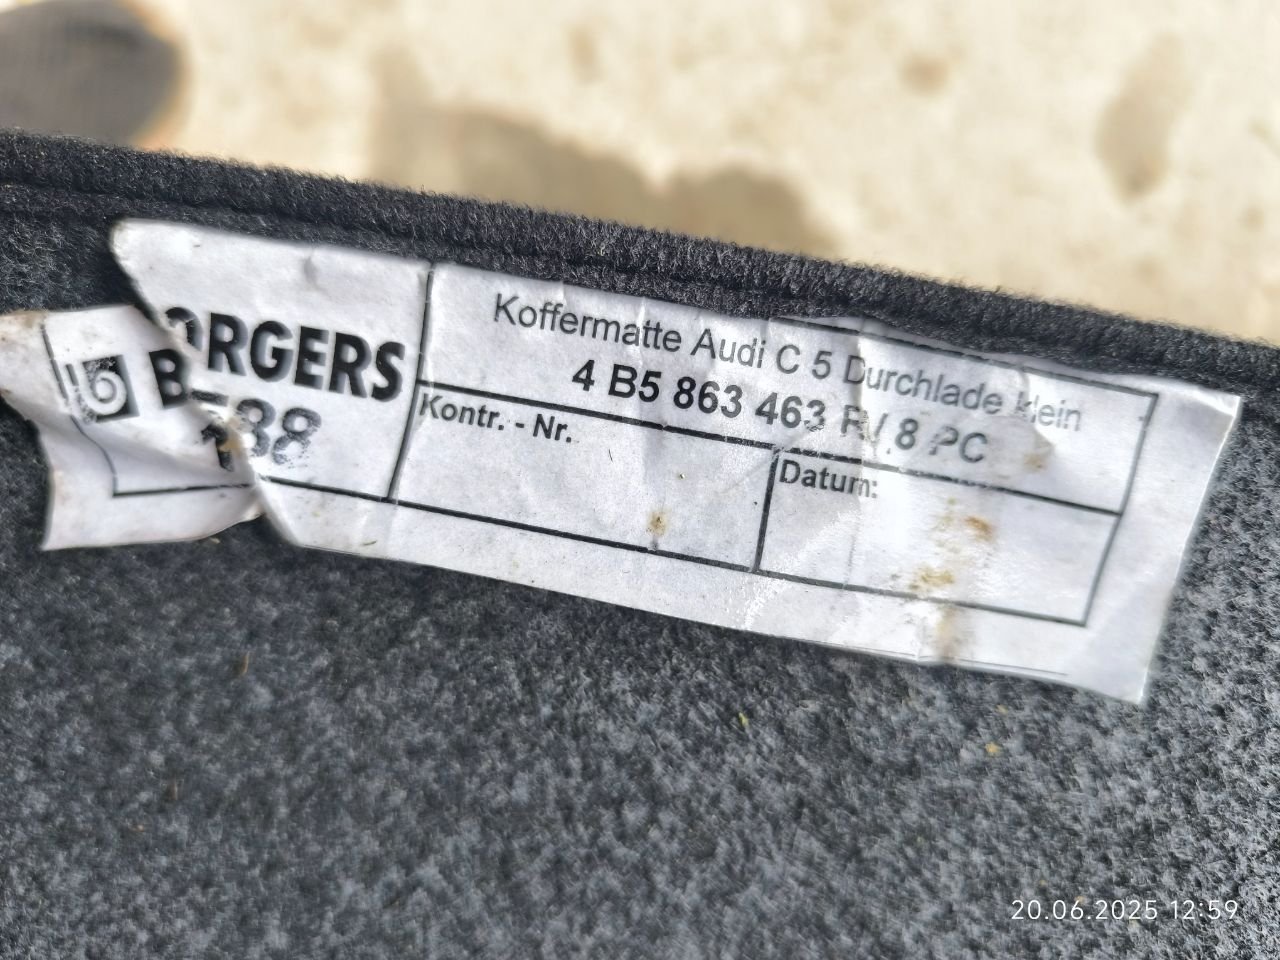 BORGERS
Koffermatte Audi C 5 Durchlade klein
4 B5 863 463 RV 8 PC
Kontr. - Nr.
Datum:
20.06.2025 12:59